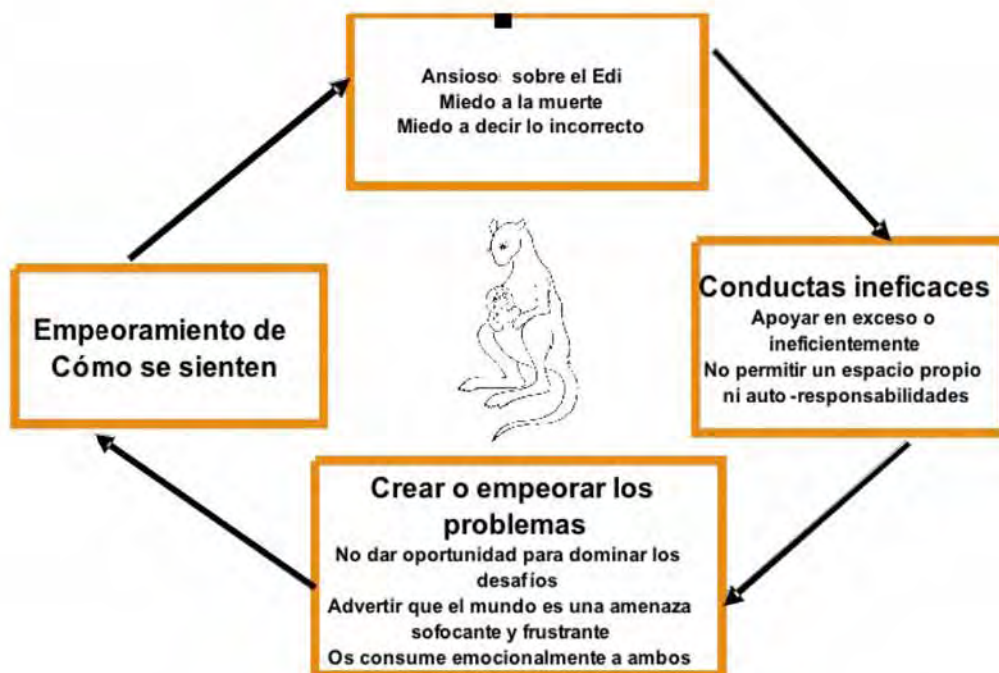 Ansioso sobre el Edi
Miedo a la muerte
Miedo a decir lo incorrecto
Conductas ineficaces
Apoyar en exceso o
ineficientemente
No permitir un espacio propio
ni auto-responsabilidades
Crear o empeorar los
problemas
No dar oportunidad para dominar los
desafíos
Advertir que el mundo es una amenaza
sofocante y frustrante
Os consume emocionalmente a ambos
Empeoramiento de
Cómo se sienten